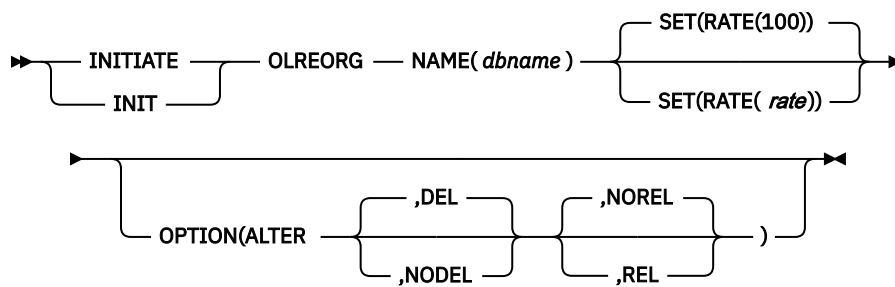 SET(RATE(100))
INITIATE OLREORG NAME( dbname )
INIT SET(RATE( rate))
,DEL ,NOREL
OPTION(ALTER )
,NODEL ,REL